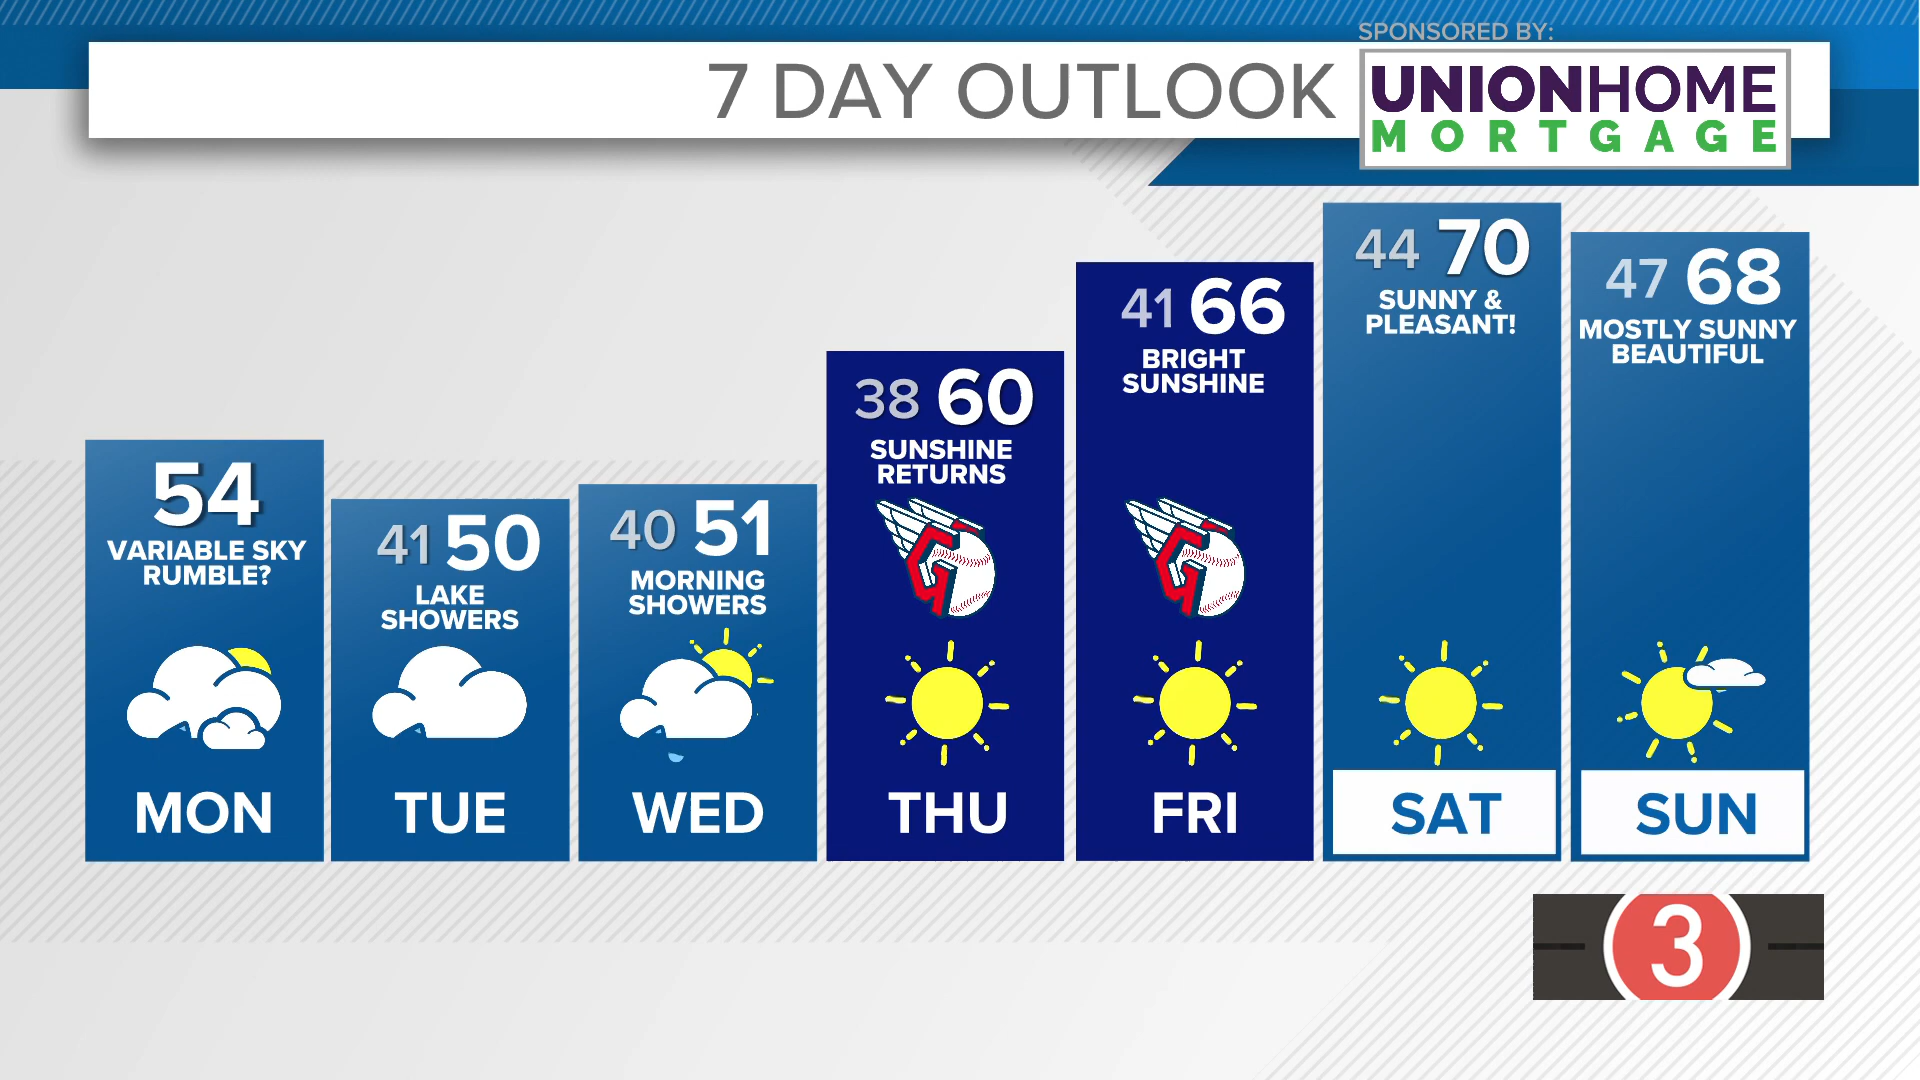 SPONSORED BY:
7 DAY OUTLOOK
UNIONHOME
MORTGAGE
54
VARIABLE SKY
RUMBLE?
MON
41 50
LAKE
SHOWERS
TUE
40 51
MORNING
SHOWERS
WED
38 60
SUNSHINE
RETURNS
THU
41 66
BRIGHT
SUNSHINE
FRI
44 70
SUNNY &
PLEASANT!
SAT
47 68
MOSTLY SUNNY
BEAUTIFUL
SUN
3